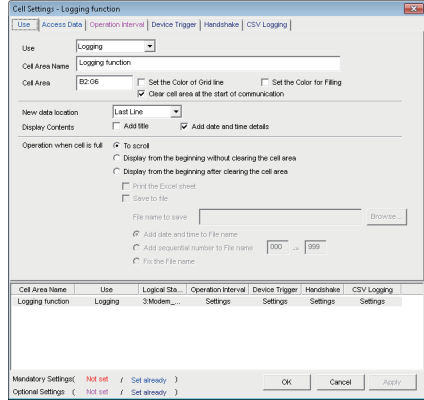 Cell Settings - Logging function
Use Access Data Operation Interval Device Trigger Handshake CSV Logging
Use Logging
Cell Area Name Logging function
Cell Area B2:G6 Set the Color of Grid line Set the Color for Filling
Clear cell area at the start of communication
New data location Last Line
Display Contents Add title Add date and time details
Operation when cell is full To scroll
Display from the beginning without clearing the cell area
Display from the beginning after clearing the cell area
Print the Excel sheet
Save to file
File name to save Browse...
Add date and time to File name
Add sequential number to File name 000 -> 999
Fix the File name
Cell Area Name Use Logical Sta... Operation Interval Device Trigger Handshake CSV Logging
Logging function Logging 3:Modem_... Settings Settings Settings Settings
Mandatory Settings( Not set / Set already ) OK Cancel Apply
Optional Settings ( Not set / Set already )